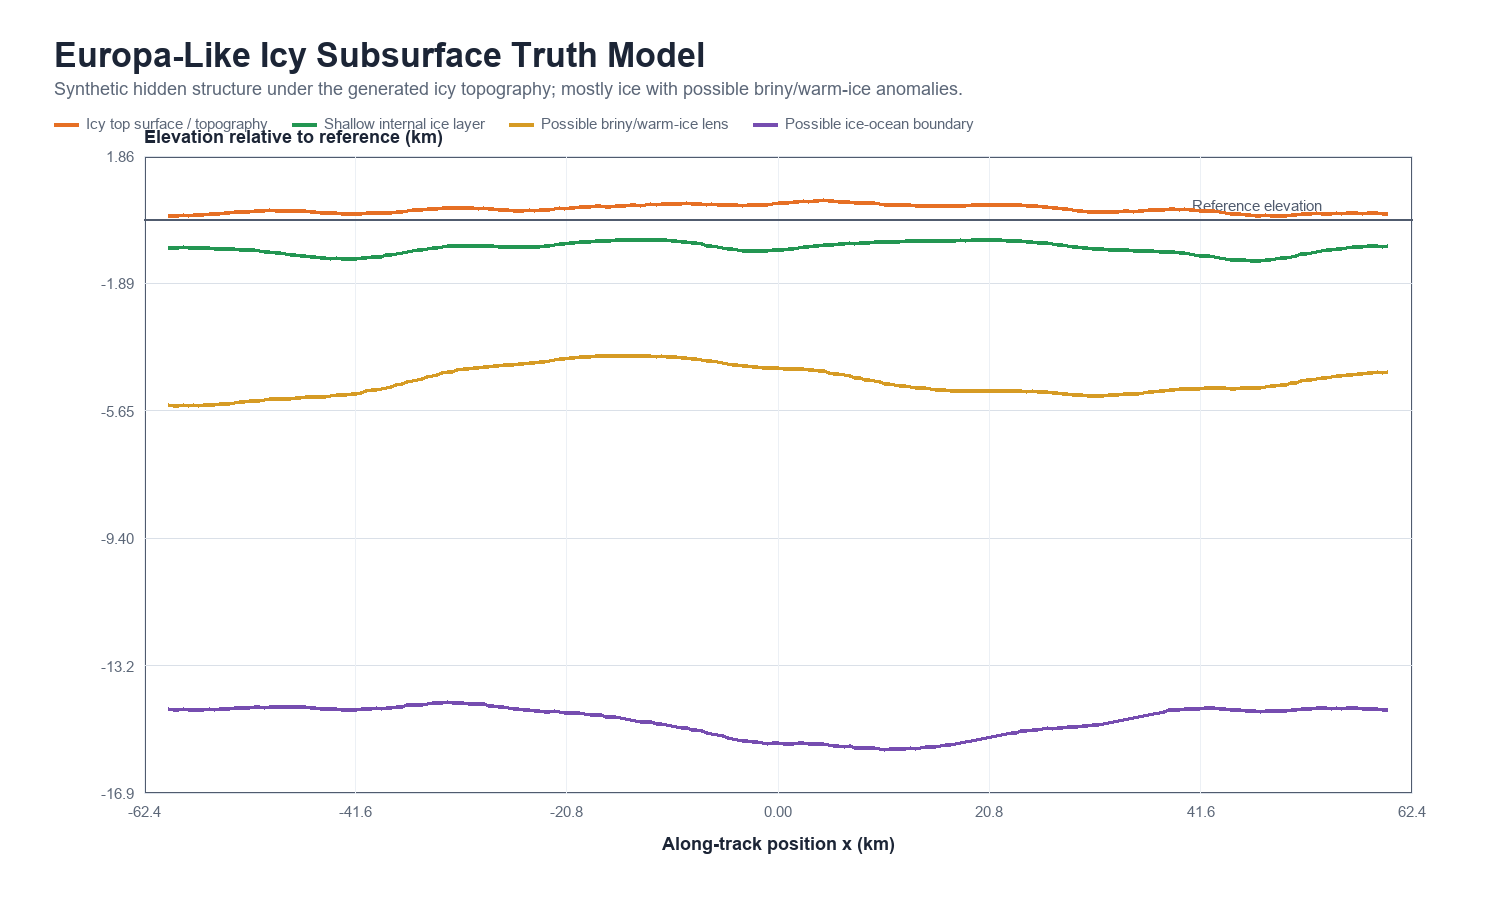 Europa-Like Icy Subsurface Truth Model
Synthetic hidden structure under the generated icy topography; mostly ice with possible briny/warm-ice anomalies.
Icy top surface / topography Shallow internal ice layer Possible briny/warm-ice lens Possible ice-ocean boundary
Elevation relative to reference (km)
1.86
Reference elevation
-1.89
-5.65
-9.40
-13.2
-16.9
-62.4 -41.6 -20.8 0.00 20.8 41.6 62.4
Along-track position x (km)